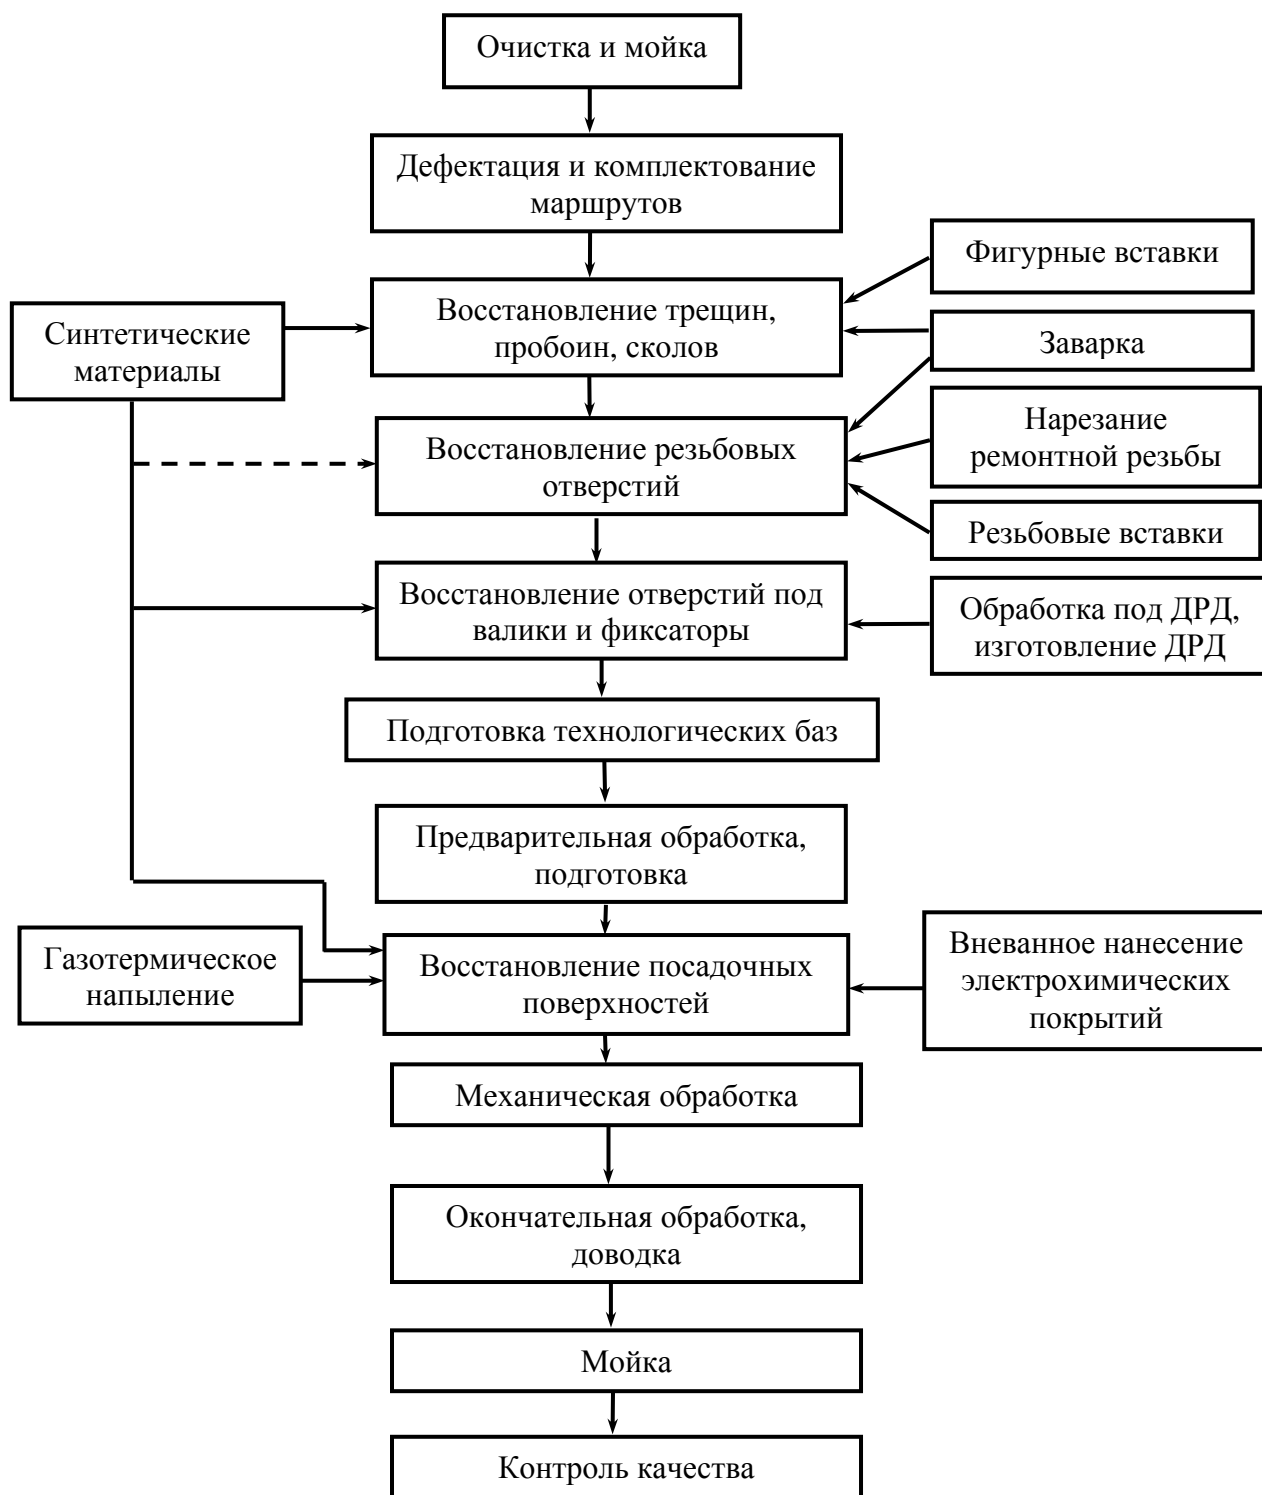 Очистка и мойка
Дефектация и комплектование
маршрутов
Фигурные вставки
Синтетические
материалы
Восстановление трещин,
пробоин, сколов
Заварка
Нарезание
ремонтной резьбы
Восстановление резьбовых
отверстий
Резьбовые вставки
Восстановление отверстий под
валики и фиксаторы
Обработка под ДРД,
изготовление ДРД
Подготовка технологических баз
Предварительная обработка,
подготовка
Газотермическое
напыление
Восстановление посадочных
поверхностей
Вневанное нанесение
электрохимических
покрытий
Механическая обработка
Окончательная обработка,
доводка
Мойка
Контроль качества